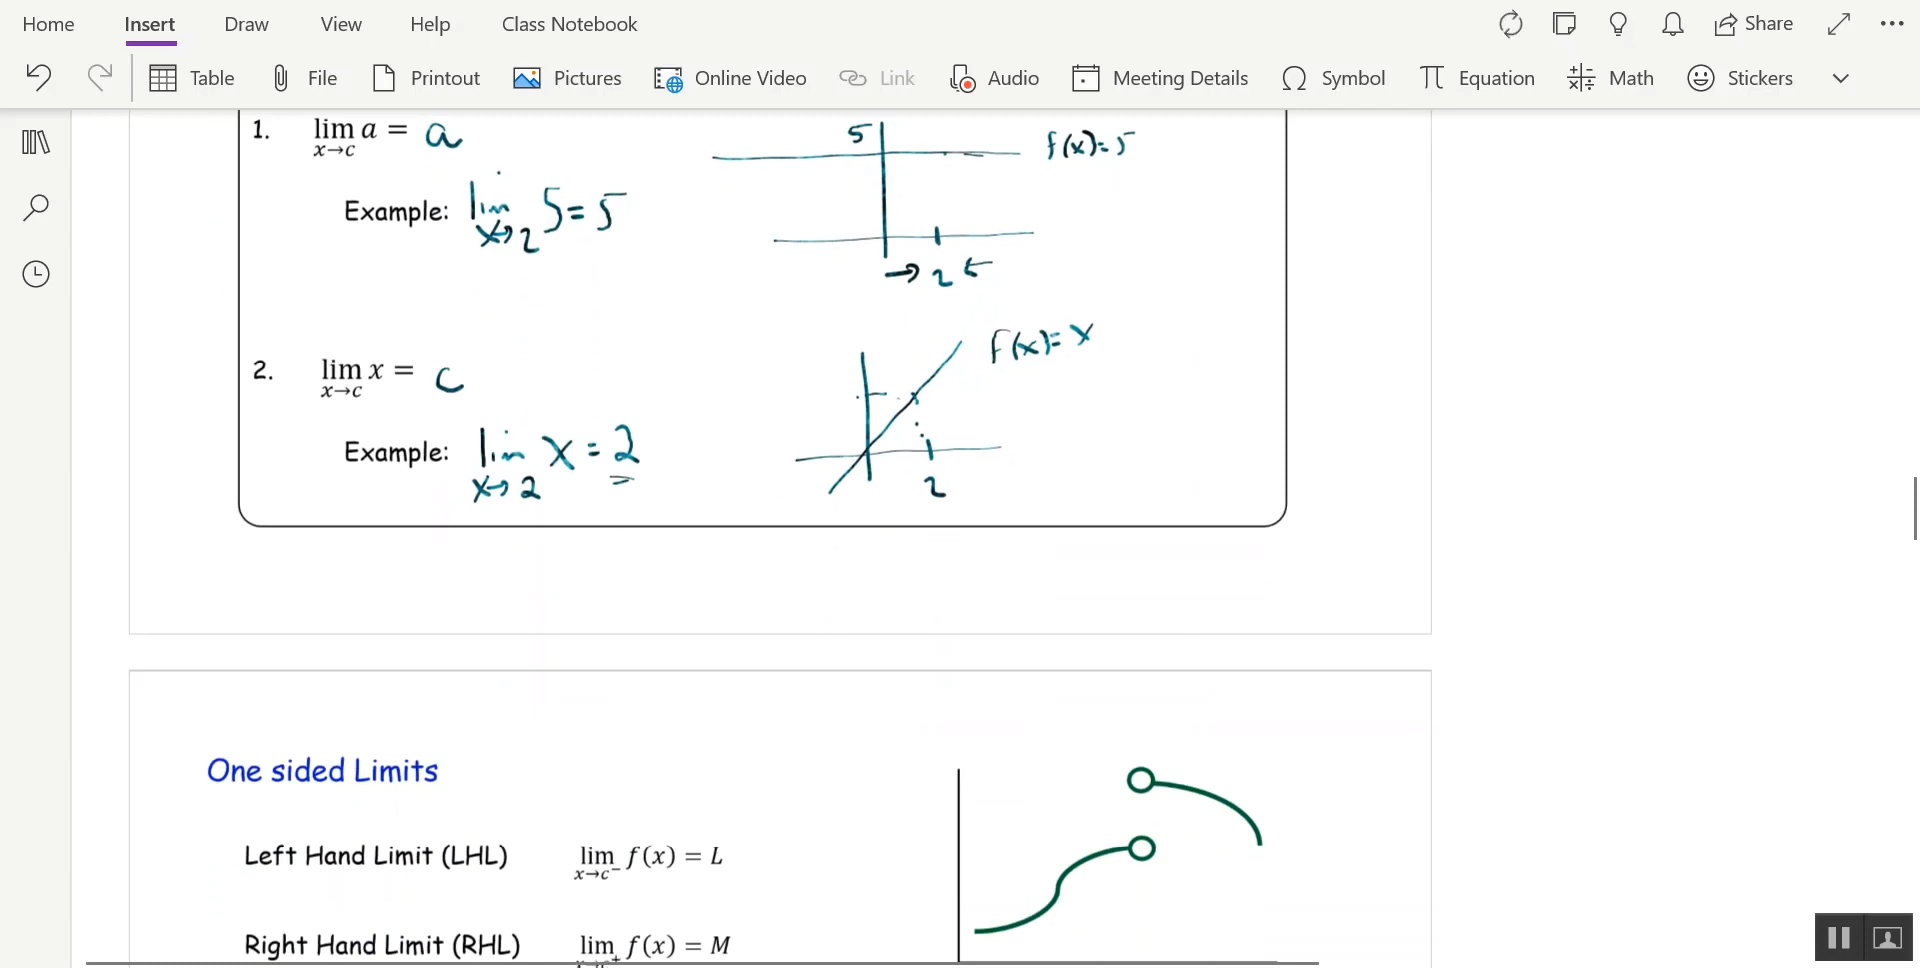 Home Insert Draw View Help Class Notebook Share
Table File Printout Pictures Online Video Link Audio Meeting Details Symbol Equation Math Stickers
1. lim x→c a = a
5
f(x)=5
Example: lim x→2 5=5
→ 2 ←
f(x)=x
2. lim x→c x = c
Example: lim x→2 x = 2
2
One sided Limits
Left Hand Limit (LHL) lim x→c⁻ f(x) = L
Right Hand Limit (RHL) lim x→c⁺ f(x) = M